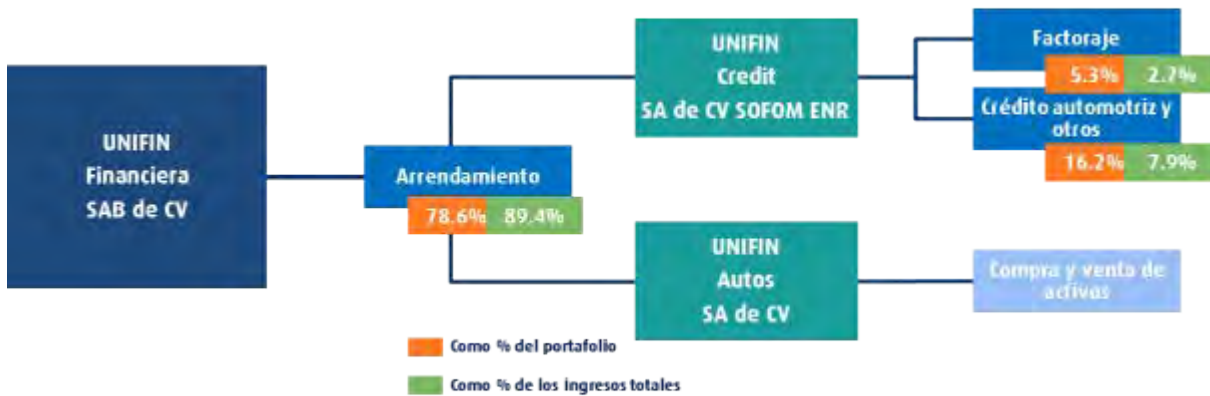 UNIFIN
Financiera
SAB de CV
Arrendamiento
78.6% 89.4%
UNIFIN
Credit
SA de CV SOFOM ENR
Factoraje
5.3% 2.7%
Crédito automotriz y
otros
16.2% 7.9%
UNIFIN
Autos
SA de CV
Compra y venta de
activos
Como % del portafolio
Como % de los ingresos totales